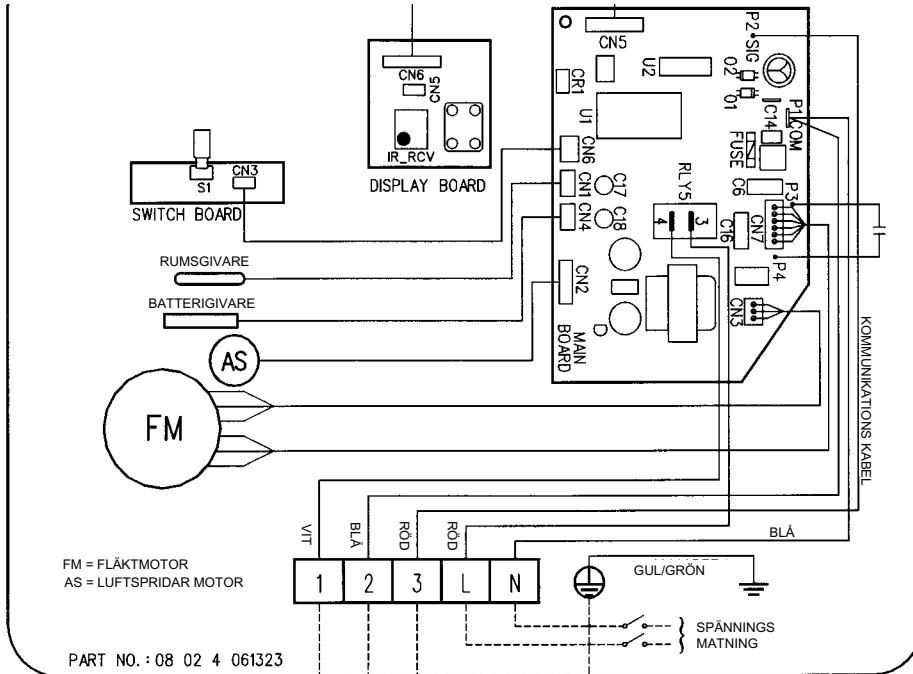 P2
SIG
CN5
U2
O2
O1
CR1
U1
C14
P1
COM
FUSE
CN6
CN5
IR_RCV
DISPLAY BOARD
CN6
CN1
CN4
C17
C18
RLY5
4
3
C6
P3
C16
CN7
P4
CN3
CN2
D
MAIN
BOARD
S1
CN3
SWITCH BOARD
RUMSGIVARE
BATTERIGIVARE
AS
FM
KOMMUNIKATIONS KABEL
VIT
BLÅ
RÖD
RÖD
BLÅ
FM = FLÄKTMOTOR
AS = LUFTSPRIDAR MOTOR
1 2 3 L N
GUL/GRÖN
SPÄNNINGS
MATNING
PART NO.: 08 02 4 061323